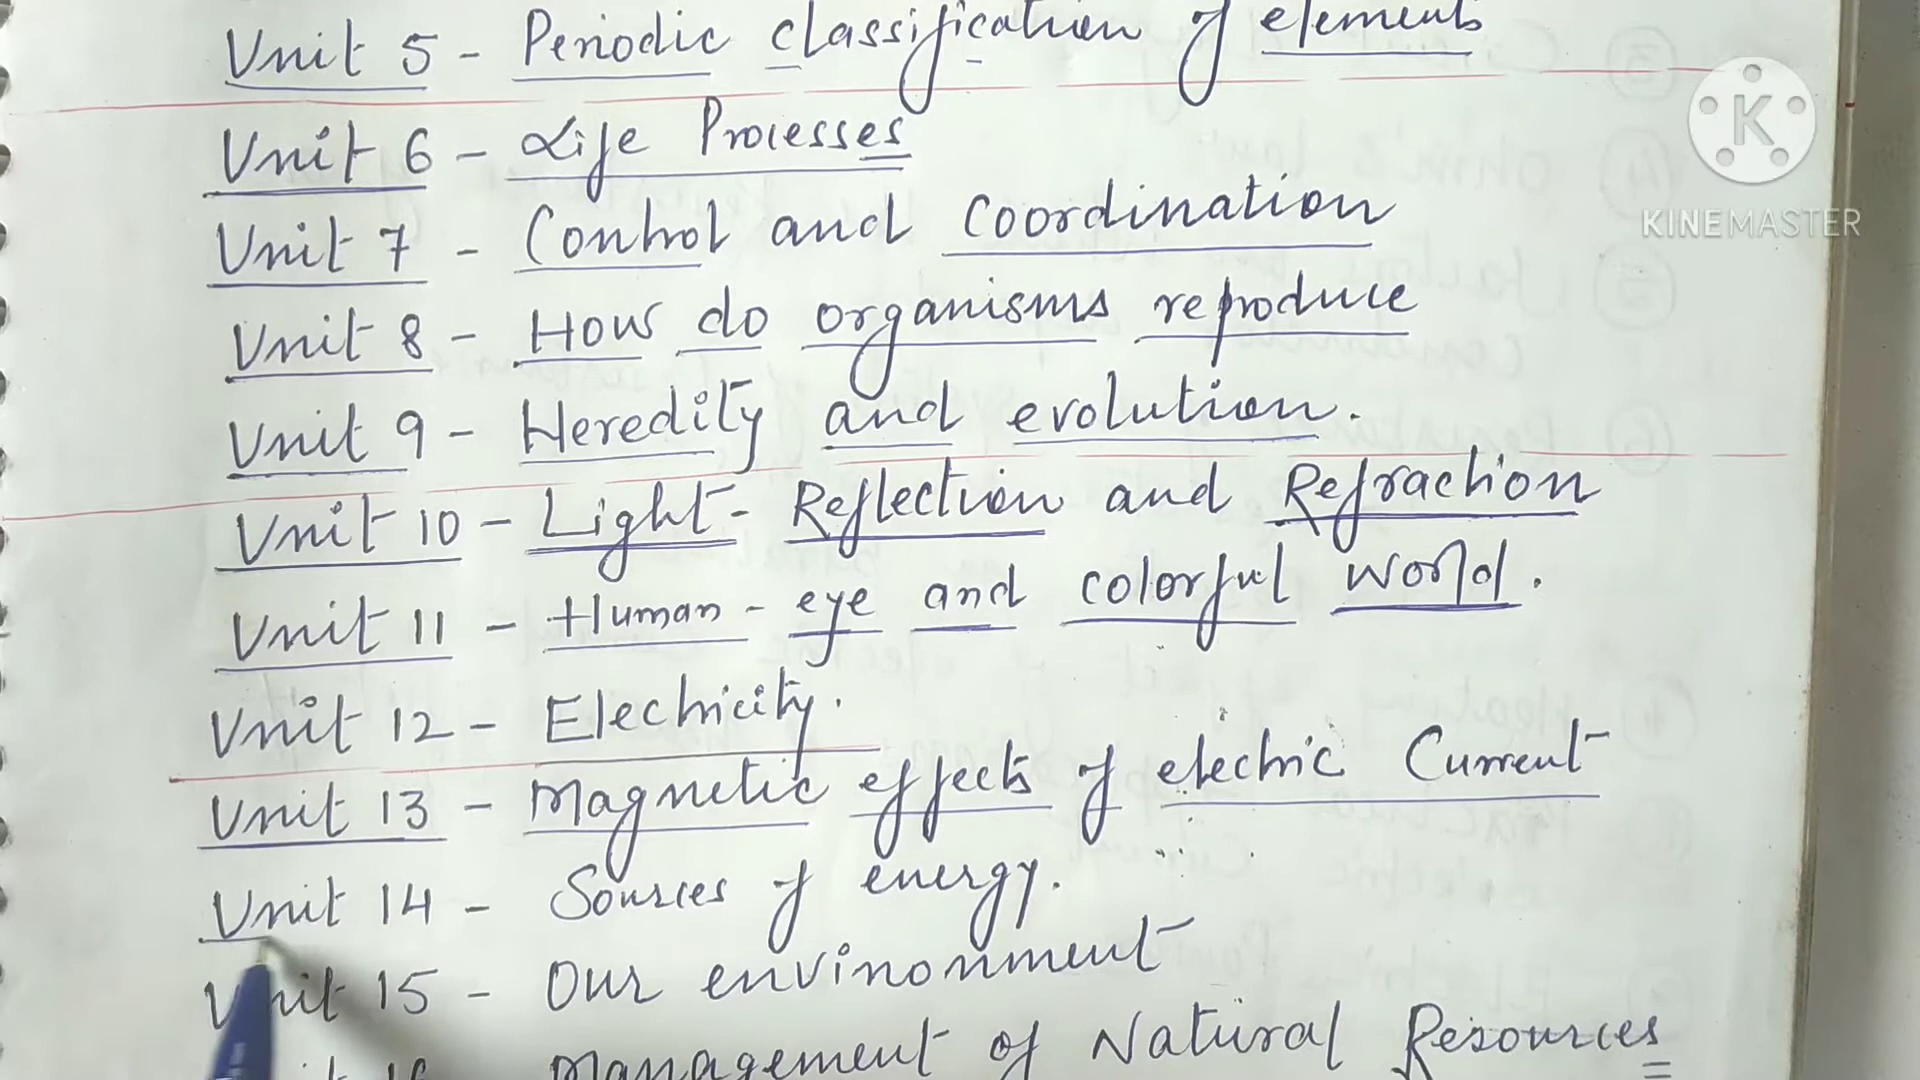 Unit 5 - Periodic classification of elements
Unit 6 - Life Processes
Unit 7 - Control and coordination
Unit 8 - How do organisms reproduce
Unit 9 - Heredity and evolution.
Unit 10 - Light - Reflection and Refraction
Unit 11 - Human - eye and colorful world.
Unit 12 - Electricity.
Unit 13 - Magnetic effects of electric Current
Unit 14 - Sources of energy.
Unit 15 - Our environment
Unit 16 Management of Natural Resources
K
KINEMASTER